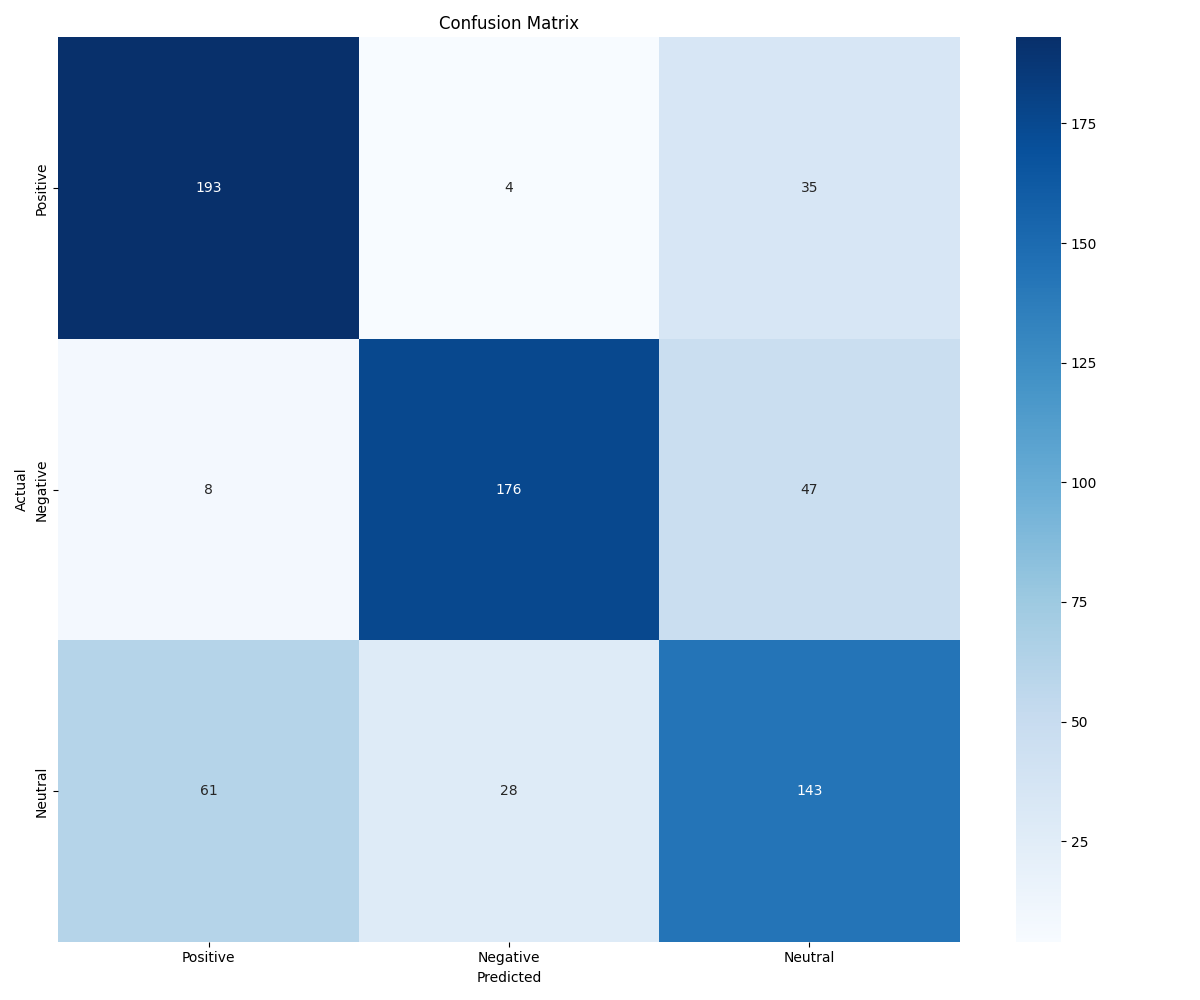 Confusion Matrix
Positive
193
4
35
Actual
Negative
8
176
47
Neutral
61
28
143
Positive
Negative
Neutral
Predicted
175
150
125
100
75
50
25